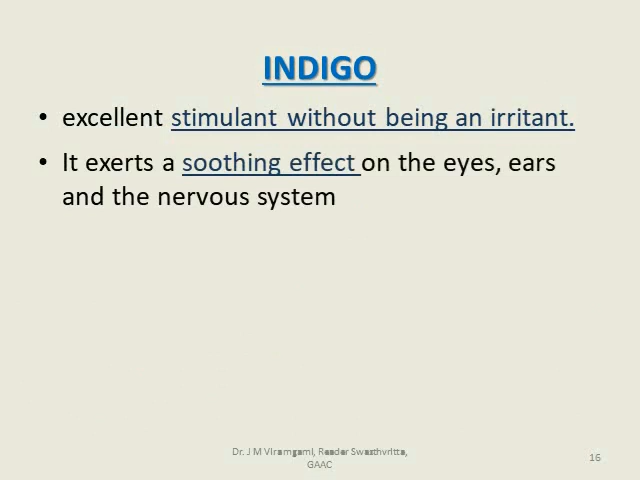 INDIGO
• excellent stimulant without being an irritant.
• It exerts a soothing effect on the eyes, ears
and the nervous system
Dr. J M Viramgami, Reader Swasthvritta,
GAAC
16